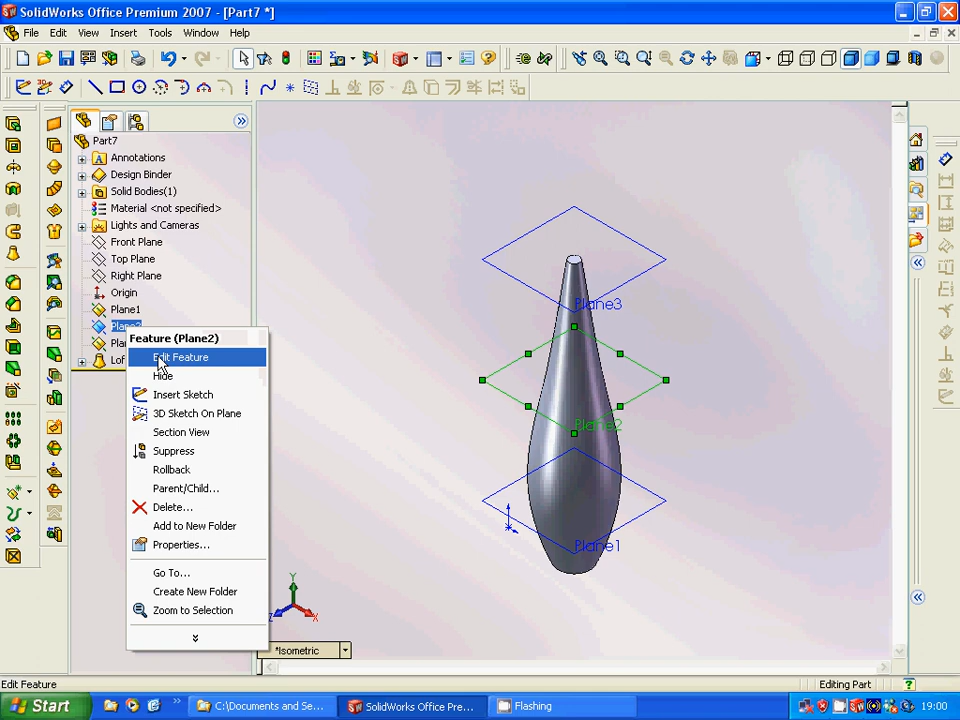 SolidWorks Office Premium 2007 - [Part7 *]
File Edit View Insert Tools Window Help
Part7
Annotations
Design Binder
Solid Bodies(1)
Material <not specified>
Lights and Cameras
Front Plane
Top Plane
Right Plane
Origin
Plane1
Feature (Plane2)
Edit Feature
Hide
Insert Sketch
3D Sketch On Plane
Section View
Suppress
Rollback
Parent/Child...
Delete...
Add to New Folder
Properties...
Go To...
Create New Folder
Zoom to Selection
Plane3
Plane2
Plane1
Y
X
*Isometric
Edit Feature
Editing Part
Start
C:\Documents and Se...
SolidWorks Office Pre...
Flashing
19:00